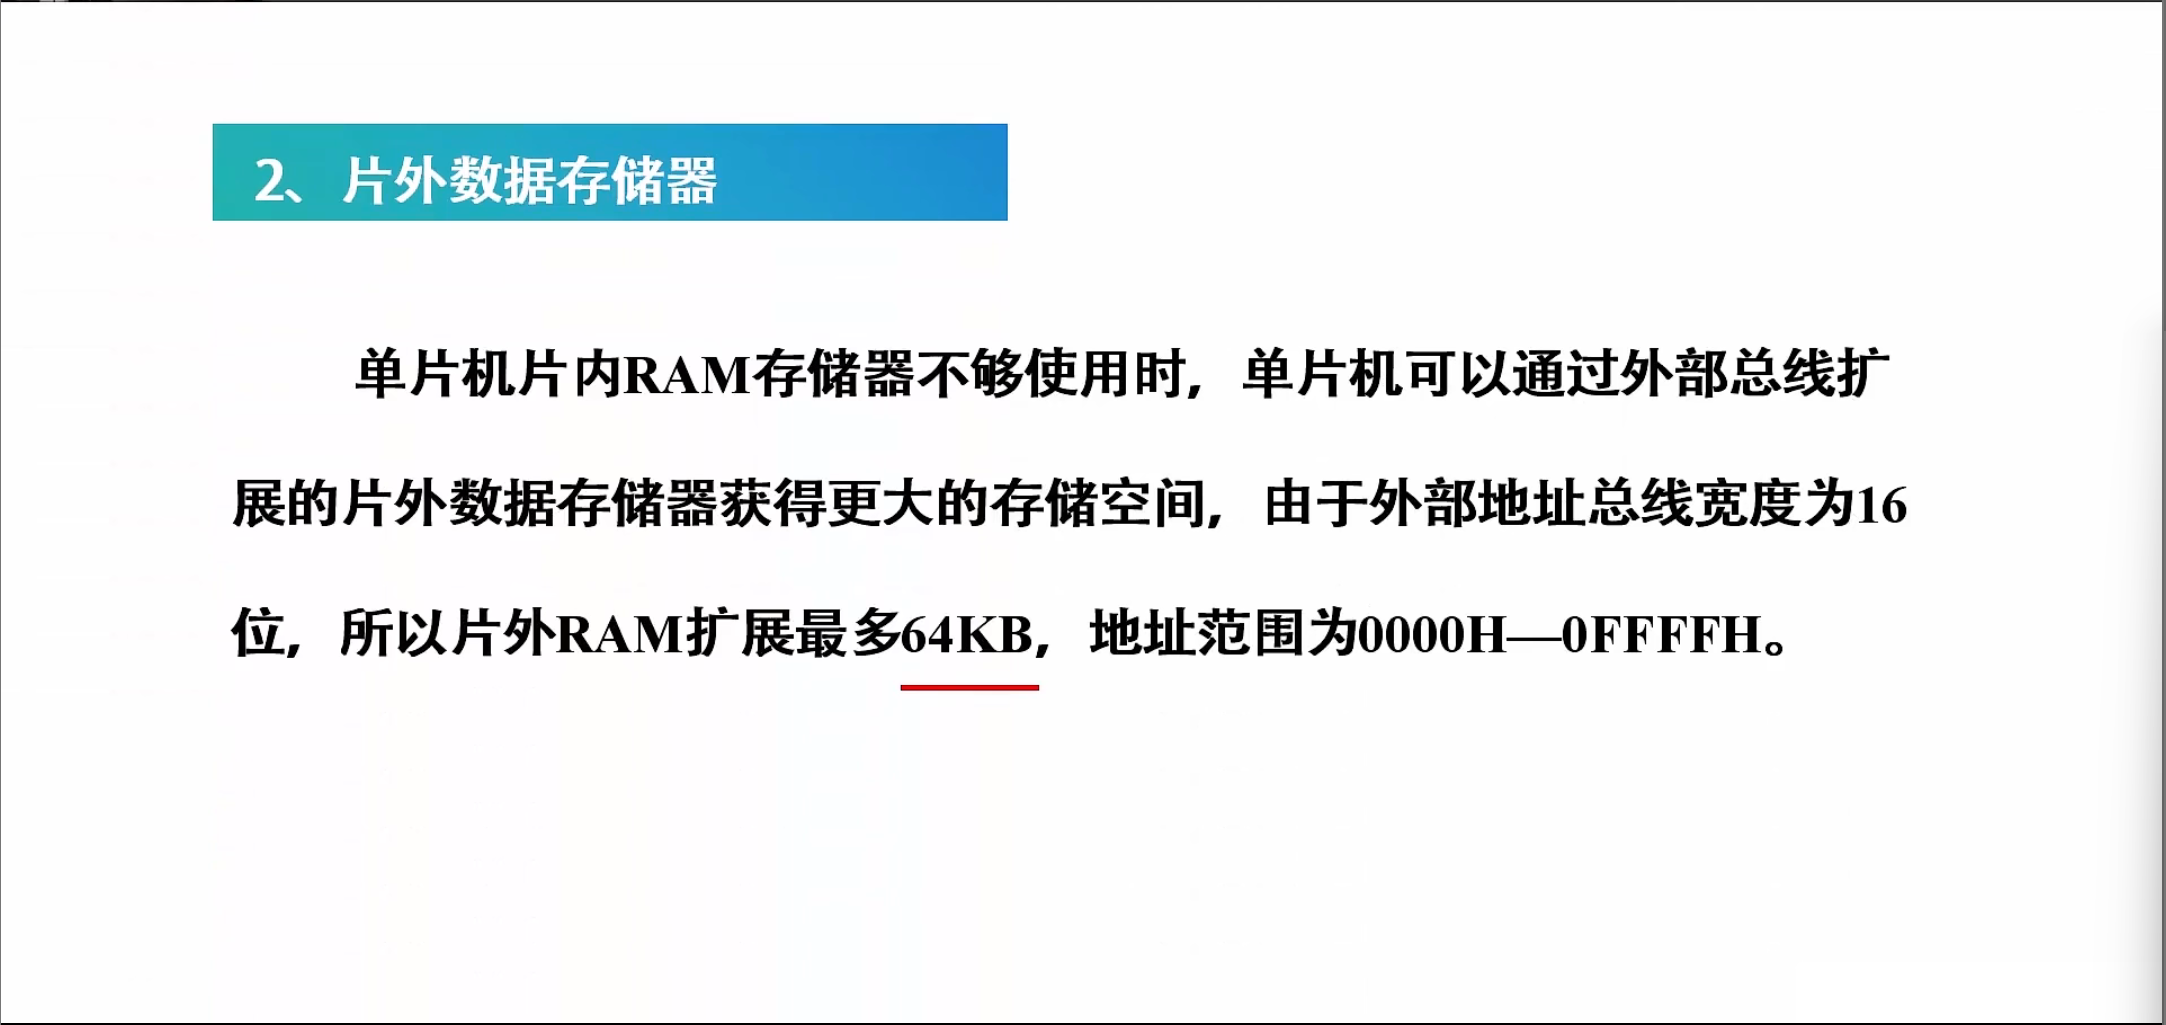 2、片外数据存储器
单片机片内RAM存储器不够使用时，单片机可以通过外部总线扩
展的片外数据存储器获得更大的存储空间，由于外部地址总线宽度为16
位，所以片外RAM扩展最多64KB，地址范围为0000H—0FFFFH。